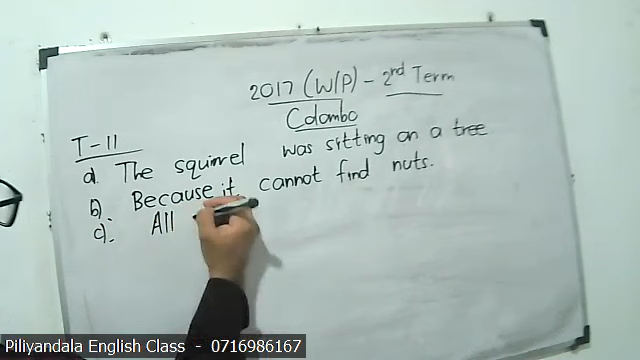 2017 (W/P) - 2nd Term
Colombo
T-11
a. The squirrel was sitting on a tree
b). Because it cannot find nuts.
c). All
Piliyandala English Class - 0716986167